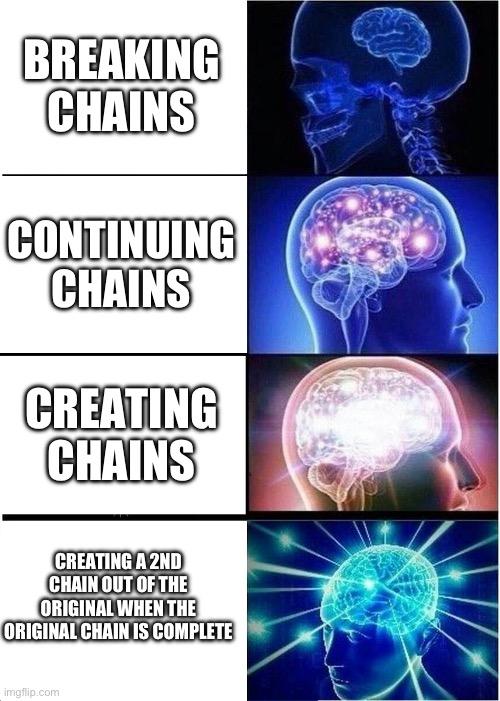 BREAKING
CHAINS
CONTINUING
CHAINS
CREATING
CHAINS
CREATING A 2ND
CHAIN OUT OF THE
ORIGINAL WHEN THE
ORIGINAL CHAIN IS COMPLETE
imgflip.com